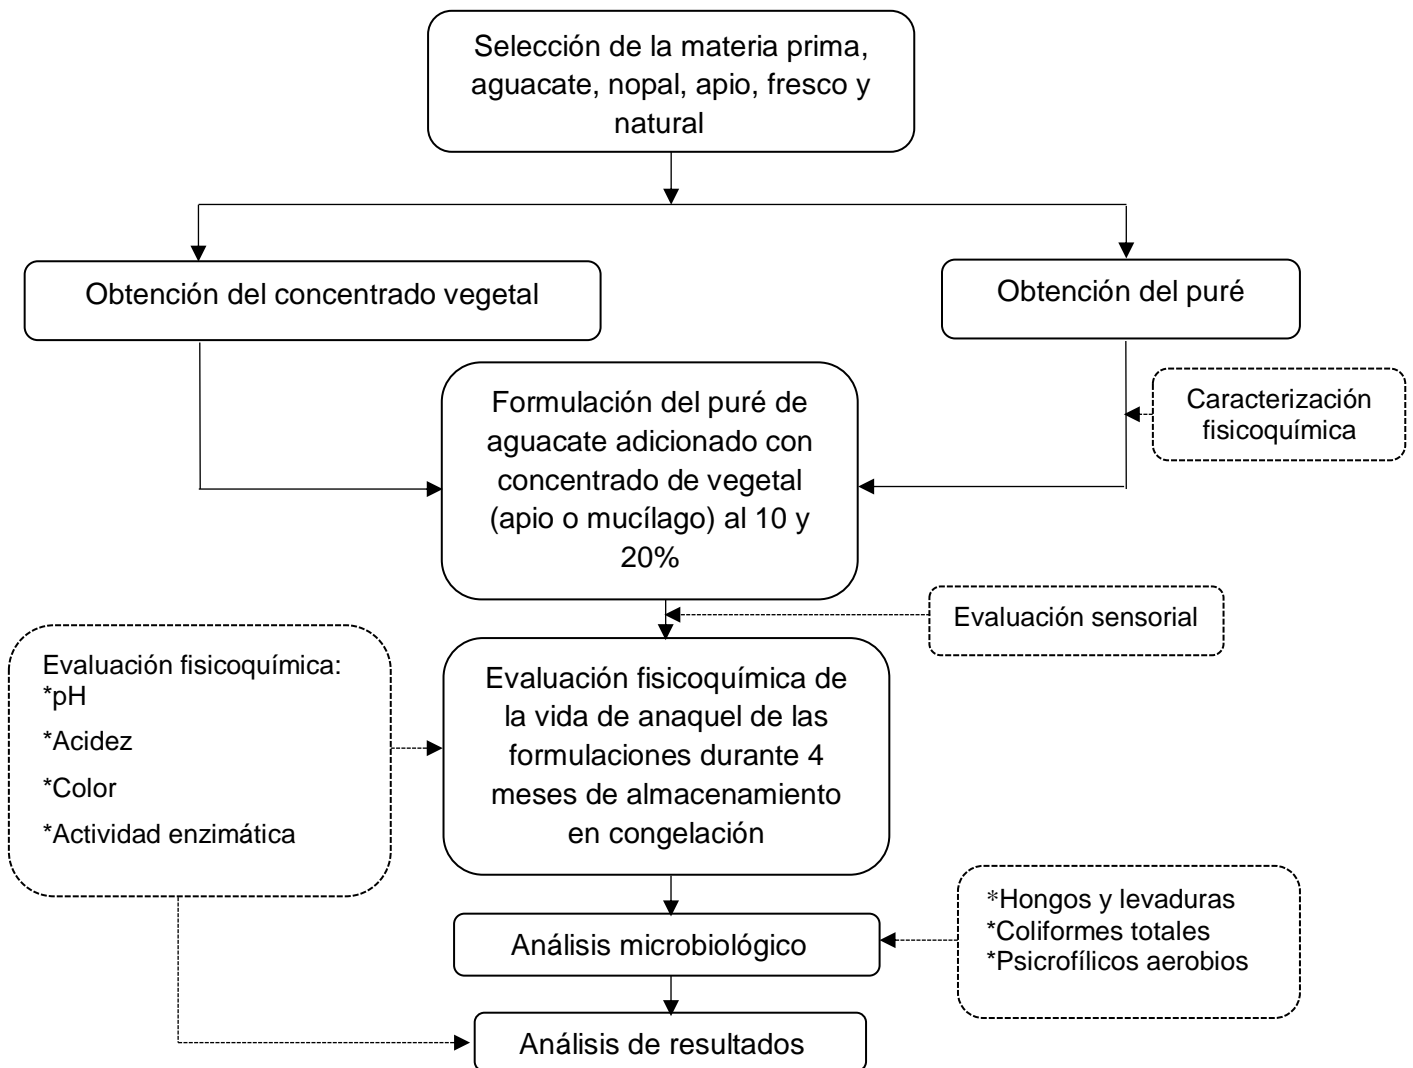 Selección de la materia prima,
aguacate, nopal, apio, fresco y
natural
Obtención del concentrado vegetal
Obtención del puré
Caracterización
fisicoquímica
Formulación del puré de
aguacate adicionado con
concentrado de vegetal
(apio o mucílago) al 10 y
20%
Evaluación sensorial
Evaluación fisicoquímica:
*pH
*Acidez
*Color
*Actividad enzimática
Evaluación fisicoquímica de
la vida de anaquel de las
formulaciones durante 4
meses de almacenamiento
en congelación
*Hongos y levaduras
*Coliformes totales
*Psicrofílicos aerobios
Análisis microbiológico
Análisis de resultados